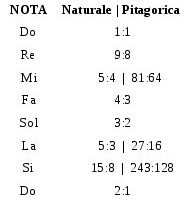 NOTA Naturale | Pitagorica
Do 1:1
Re 9:8
Mi 5:4 | 81:64
Fa 4:3
Sol 3:2
La 5:3 | 27:16
Si 15:8 | 243:128
Do 2:1